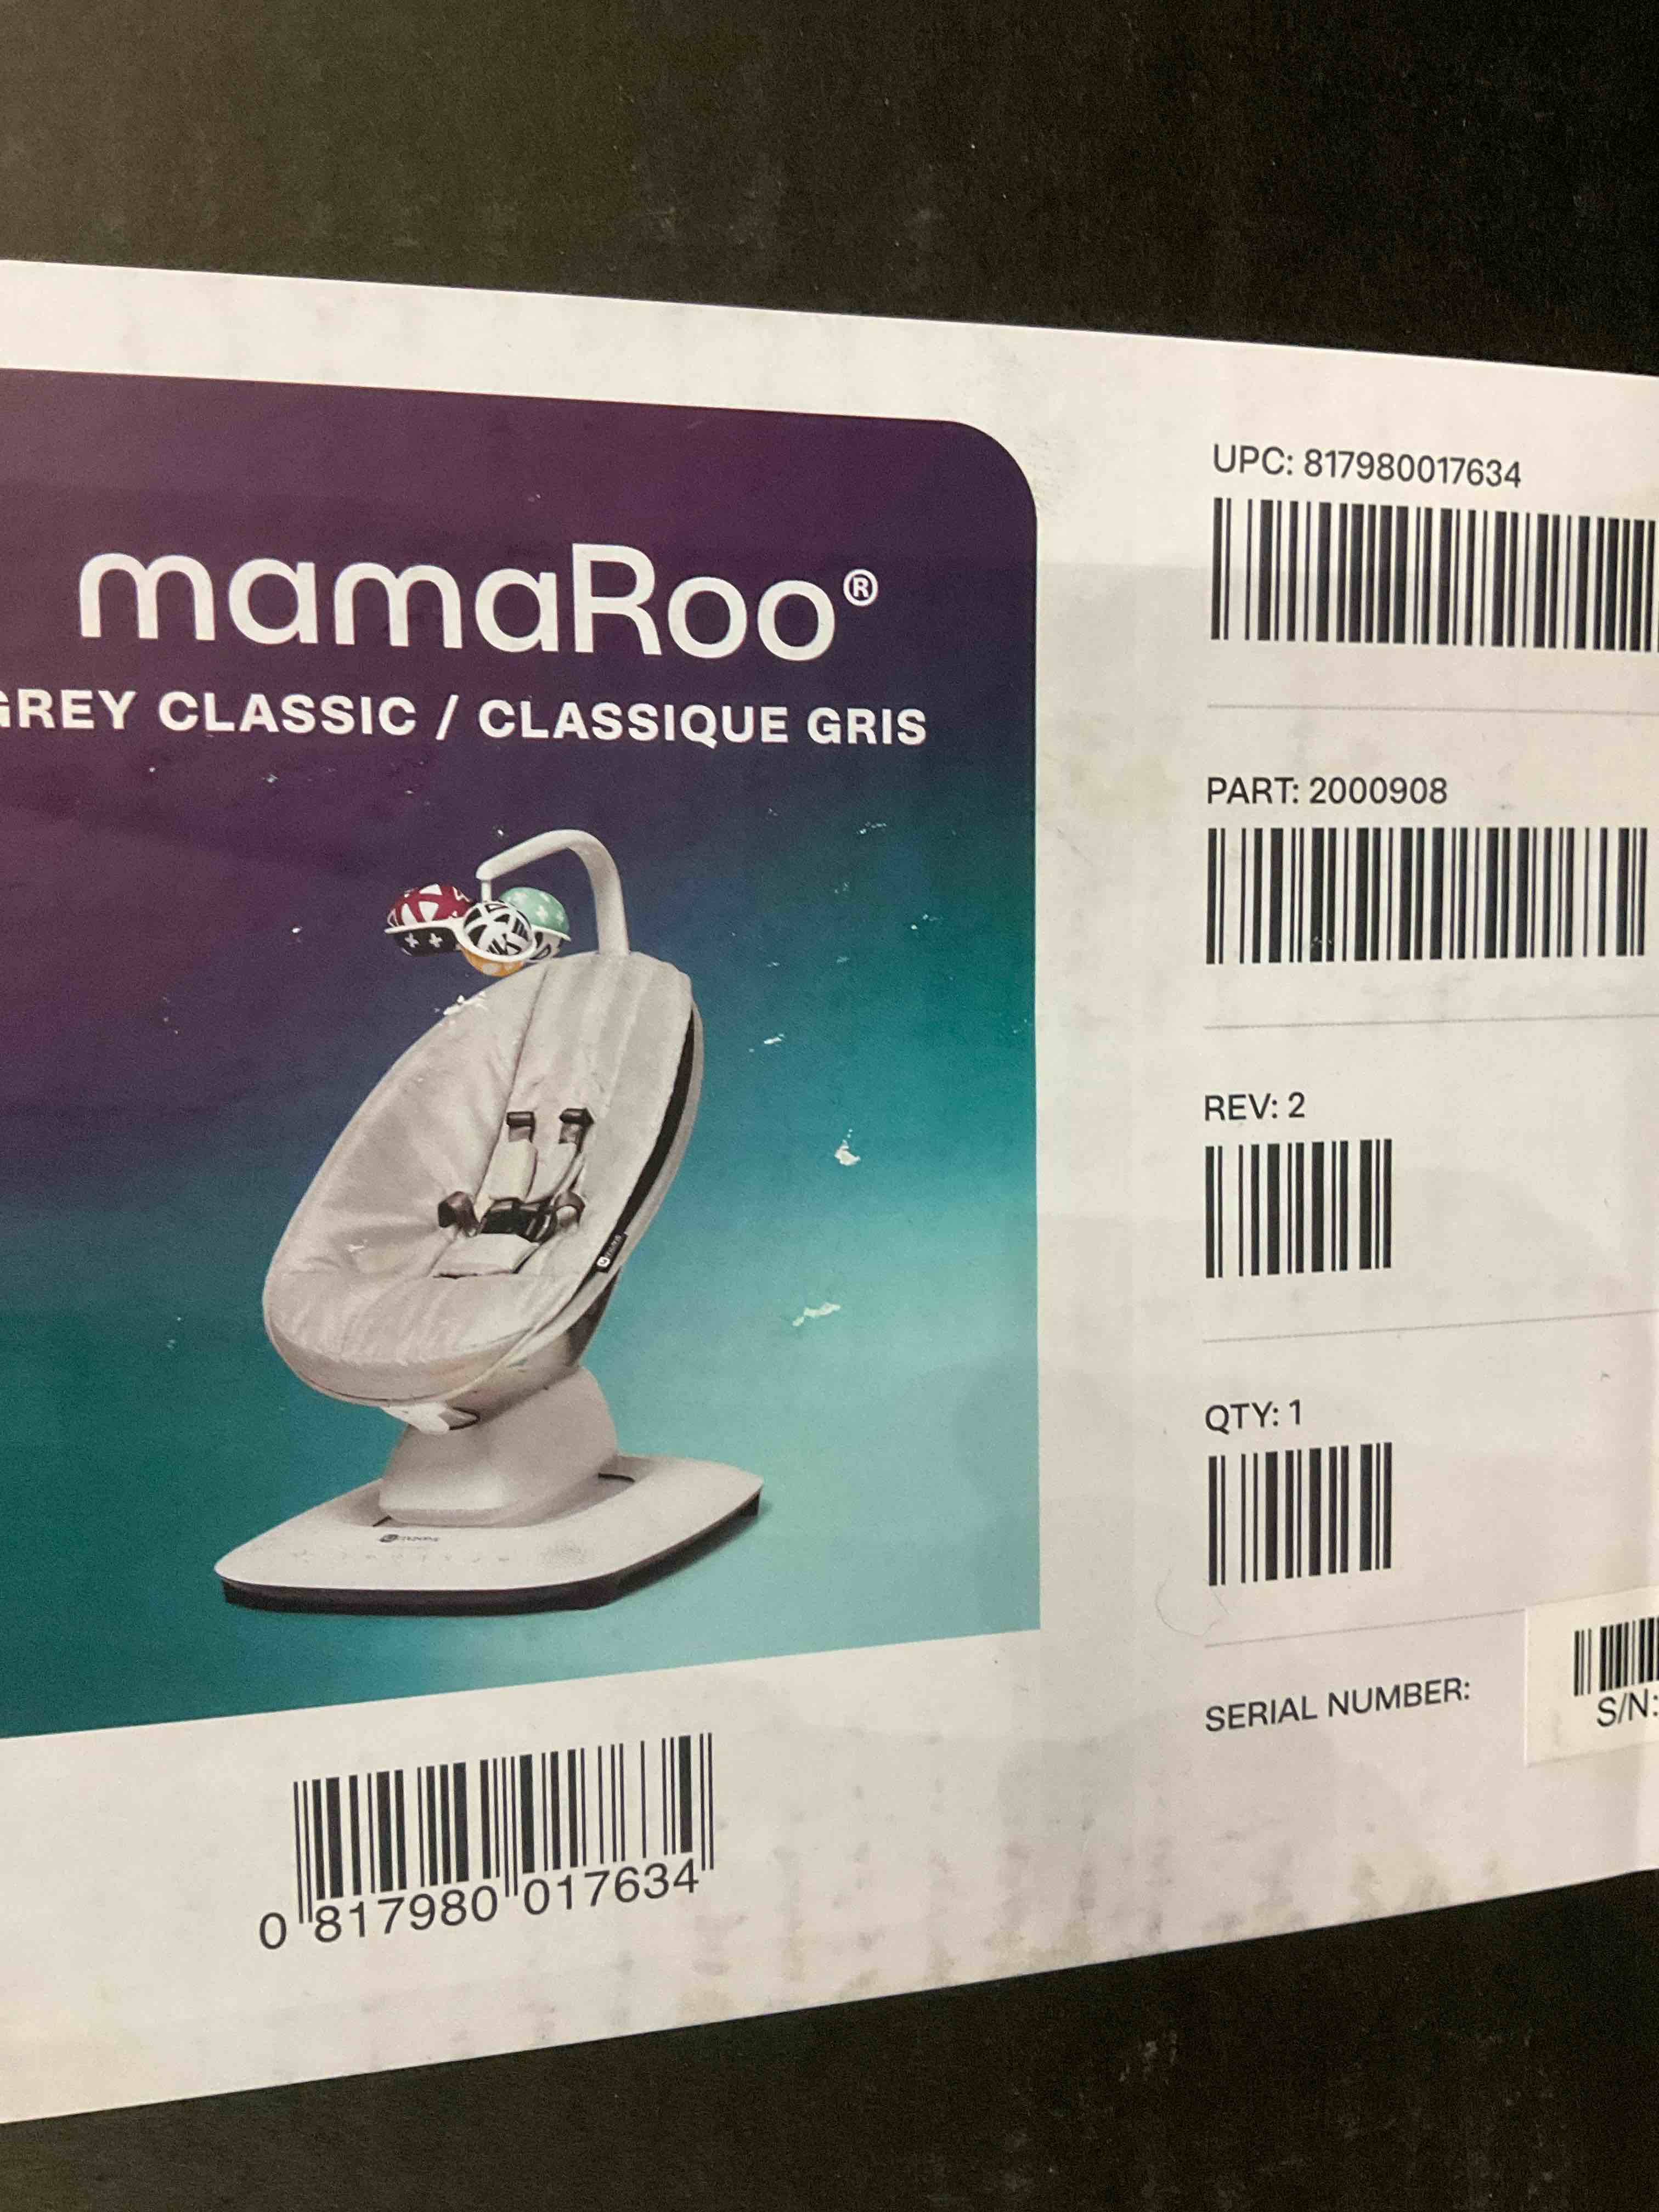 mamaRoo®
GREY CLASSIC / CLASSIQUE GRIS
0 817980 017634
UPC: 817980017634
PART: 2000908
REV: 2
QTY: 1
SERIAL NUMBER:
S/N: